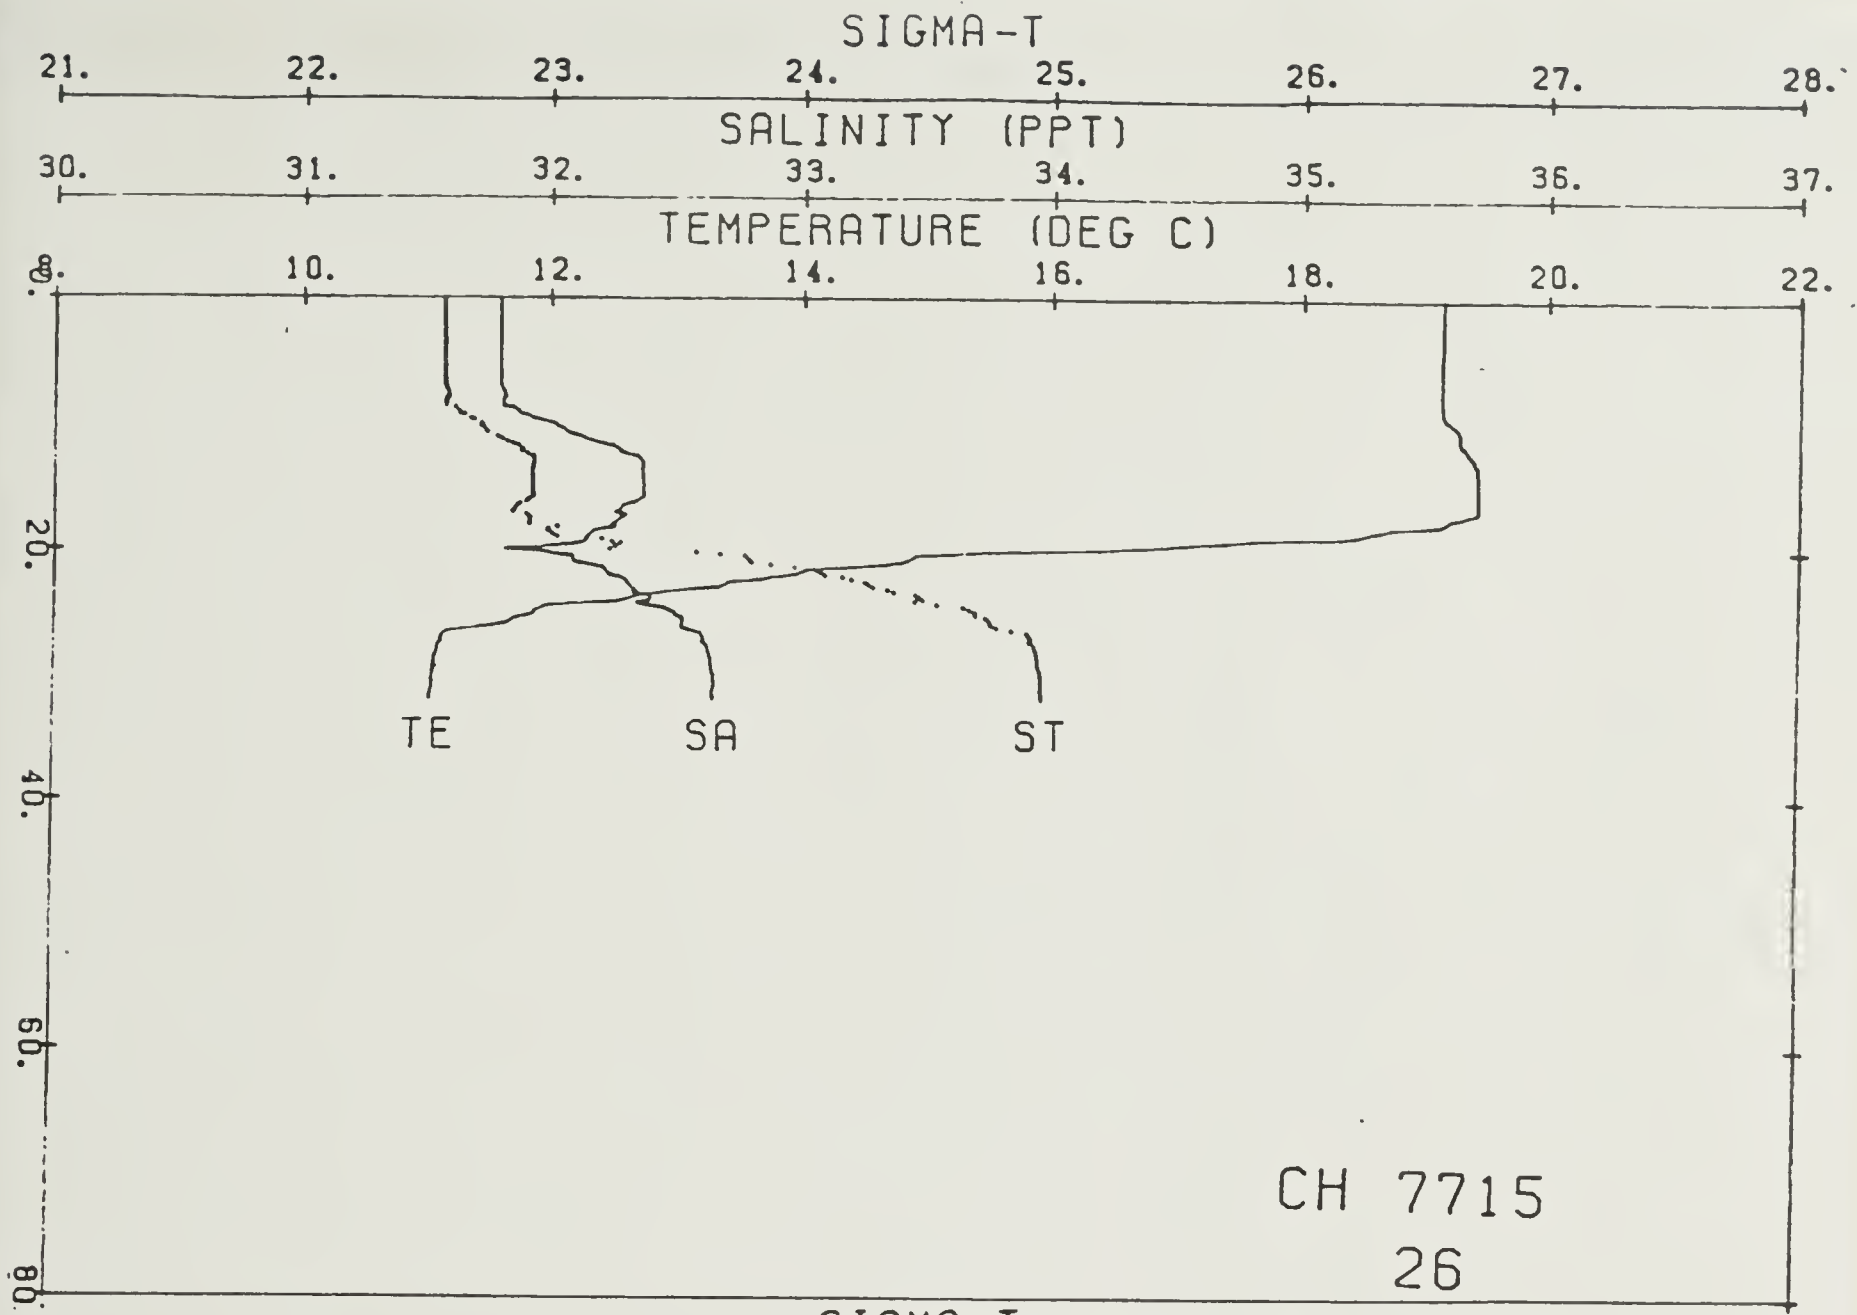 SIGMA-T
21. 22. 23. 24. 25. 26. 27. 28.
SALINITY (PPT)
30. 31. 32. 33. 34. 35. 36. 37.
TEMPERATURE (DEG C)
8. 10. 12. 14. 16. 18. 20. 22.
0.
20.
TE SA ST
40.
60.
CH 7715
26
80.
SIGMA-T